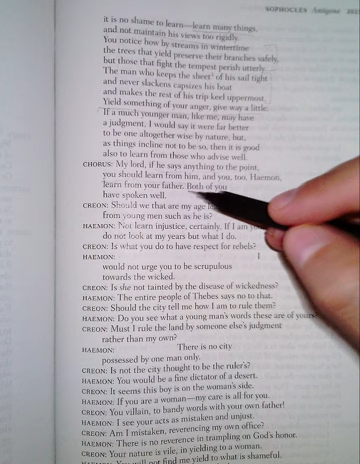 SOPHOCLES Antigone
it is no shame to learn—learn many things,
and not maintain his views too rigidly.
You notice how by streams in wintertime
the trees that yield preserve their branches safely,
but those that fight the tempest perish utterly.
The man who keeps the sheet of his sail tight
and never slackens capsizes his boat
and makes the rest of his trip keel uppermost.
Yield something of your anger, give way a little.
If a much younger man, like me, may have
a judgment, I would say it were far better
to be one altogether wise by nature, but,
as things incline not to be so, then it is good
also to learn from those who advise well.
CHORUS: My lord, if he says anything to the point,
you should learn from him, and you, too, Haemon,
learn from your father. Both of you
have spoken well.
CREON: Should we that are my age
from young men such as he is?
HAEMON: Not learn injustice, certainly. If I am
do not look at my years but what I do.
CREON: Is what you do to have respect for rebels?
HAEMON: I
would not urge you to be scrupulous
towards the wicked.
CREON: Is she not tainted by the disease of wickedness?
HAEMON: The entire people of Thebes says no to that.
CREON: Should the city tell me how I am to rule them?
HAEMON: Do you see what a young man's words these are of yours?
CREON: Must I rule the land by someone else's judgment
rather than my own?
HAEMON: There is no city
possessed by one man only.
CREON: Is not the city thought to be the ruler's?
HAEMON: You would be a fine dictator of a desert.
CREON: It seems this boy is on the woman's side.
HAEMON: If you are a woman—my care is all for you.
CREON: You villain, to bandy words with your own father!
HAEMON: I see your acts as mistaken and unjust.
CREON: Am I mistaken, reverencing my own office?
HAEMON: There is no reverence in trampling on God's honor.
CREON: Your nature is vile, in yielding to a woman.
HAEMON: You will not find me yield to what is shameful.